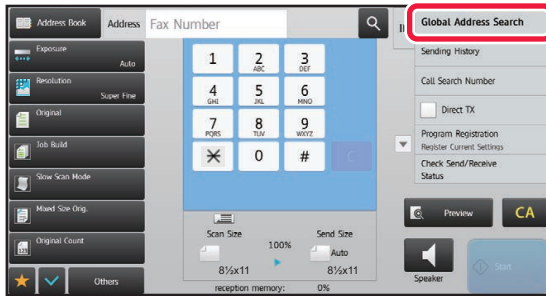 Address Book
Address
Fax Number
Global Address Search
Exposure
Auto
Sending History
Resolution
Super Fine
Call Search Number
Original
Direct TX
Job Build
Program Registration
Register Current Settings
Slow Scan Mode
Check Send/Receive
Status
Mixed Size Orig.
Preview
CA
Original Count
Others
1
2
ABC
3
DEF
4
GHI
5
JKL
6
MNO
7
PQRS
8
TUV
9
WXYZ
0
#
C
Scan Size
Send Size
100%
Auto
8½x11
8½x11
reception memory: 0%
Speaker
Start